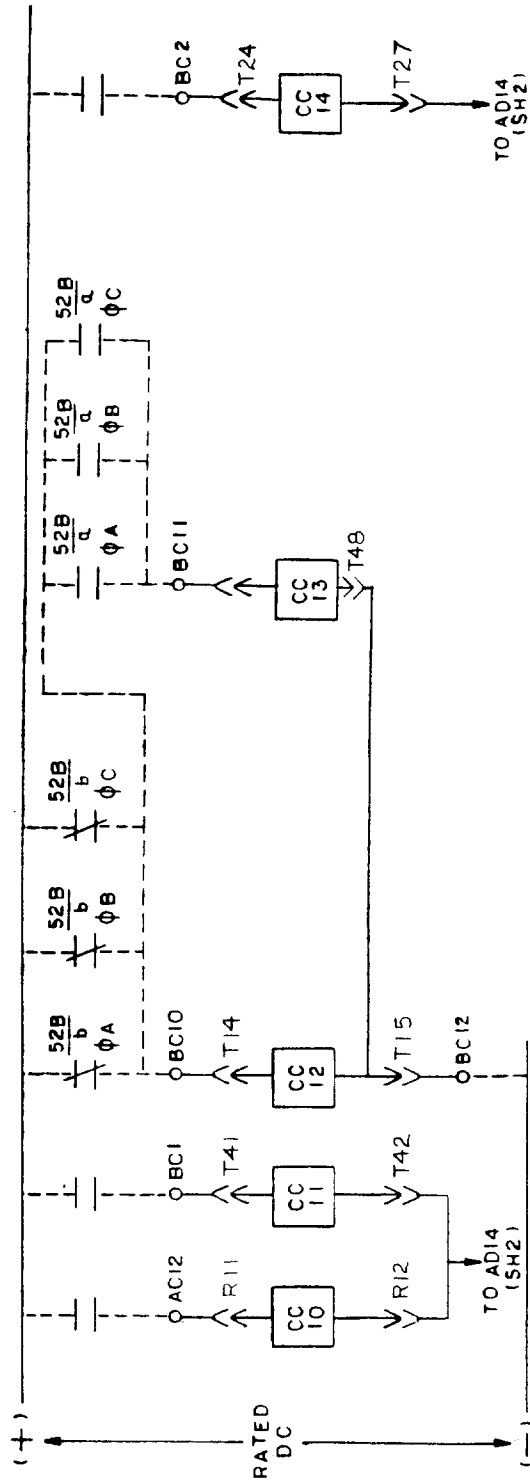 (+)
RATED
DC
(−)
AC12
R11
CC
10
R12
BC1
T41
CC
11
T42
TO AD14
(SH2)
52B
b
φA
BC10
T14
CC
12
T15
BC12
52B
b
φB
52B
b
φC
52B
a
φA
BC11
CC
13
T48
52B
a
φB
52B
a
φC
BC2
T24
CC
14
T27
TO AD14
(SH2)